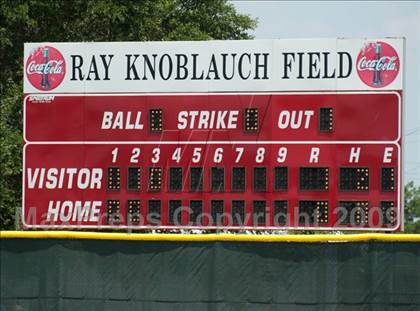 Coca-Cola RAY KNOBLAUCH FIELD Coca-Cola
SPECTRUM
BALL STRIKE OUT
1 2 3 4 5 6 7 8 9 R H E
VISITOR
HOME
MaxPreps Copyright 2009